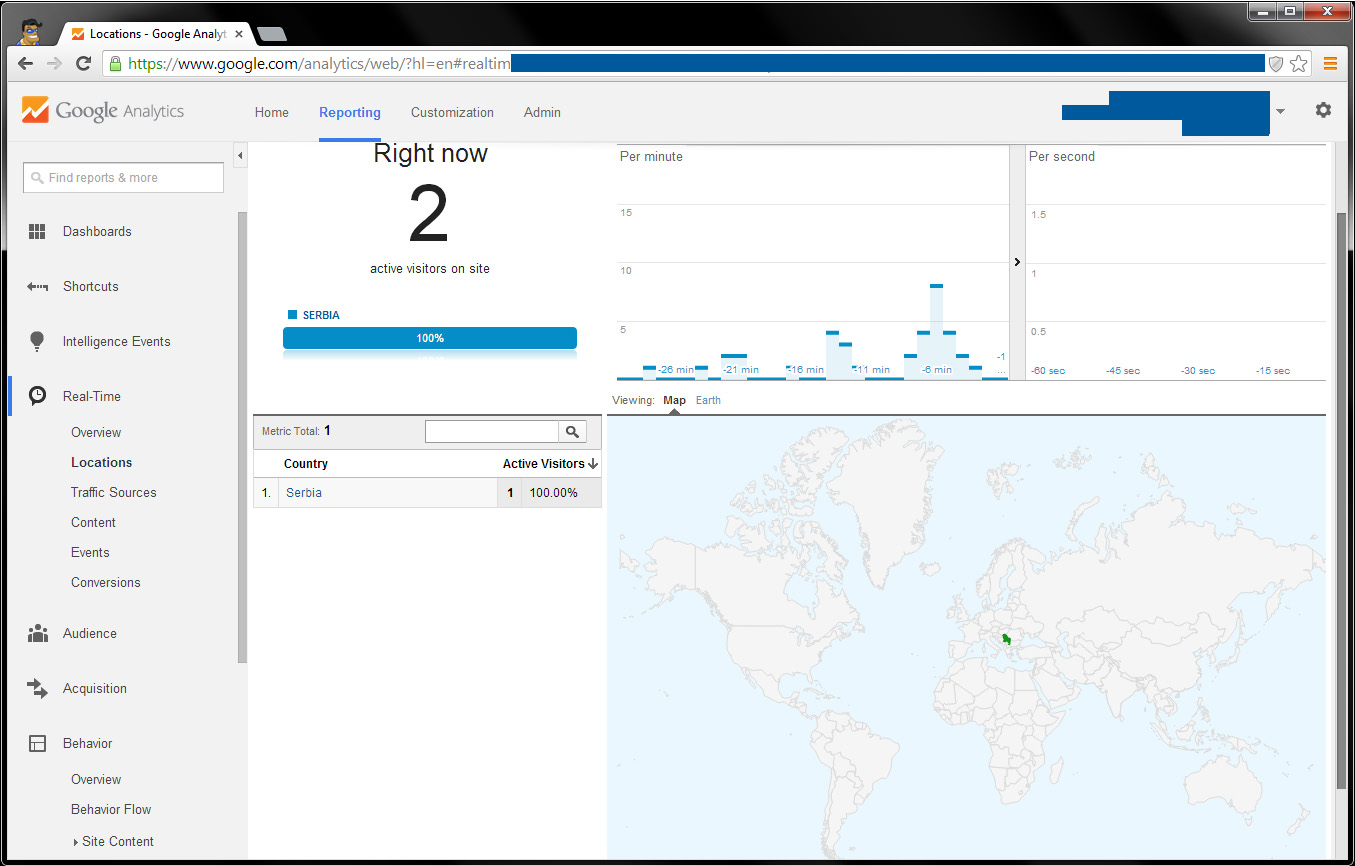 Locations - Google Analyt
https://www.google.com/analytics/web/?hl=en#realtim
Google Analytics
Home
Reporting
Customization
Admin
Find reports & more
Dashboards
Shortcuts
Intelligence Events
Real-Time
Overview
Locations
Traffic Sources
Content
Events
Conversions
Audience
Acquisition
Behavior
Overview
Behavior Flow
Site Content
Right now
2
active visitors on site
SERBIA
100%
Per minute
15
10
5
-26 min
-21 min
-16 min
-11 min
-6 min
-1
...
Per second
1.5
1
0.5
-60 sec
-45 sec
-30 sec
-15 sec
Viewing: Map Earth
Metric Total: 1
Country Active Visitors
1. Serbia 1 100.00%